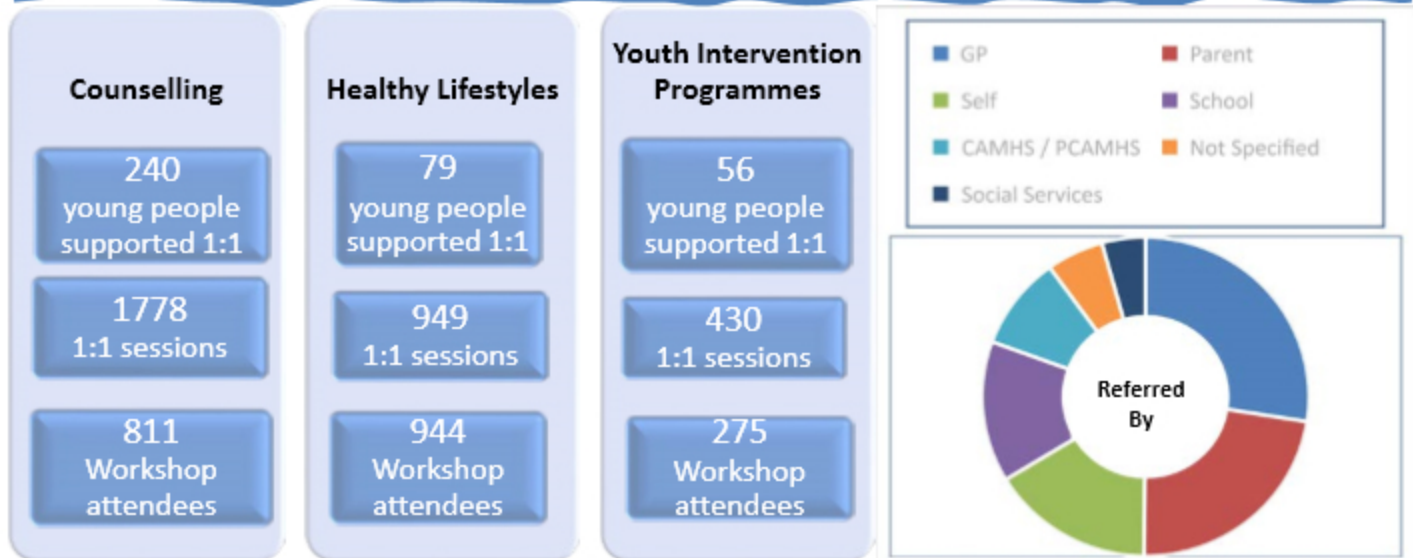 Counselling
240
young people
supported 1:1
1778
1:1 sessions
811
Workshop
attendees
Healthy Lifestyles
79
young people
supported 1:1
949
1:1 sessions
944
Workshop
attendees
Youth Intervention
Programmes
56
young people
supported 1:1
430
1:1 sessions
275
Workshop
attendees
GP
Parent
Self
School
CAMHS / PCAMHS
Not Specified
Social Services
Referred
By